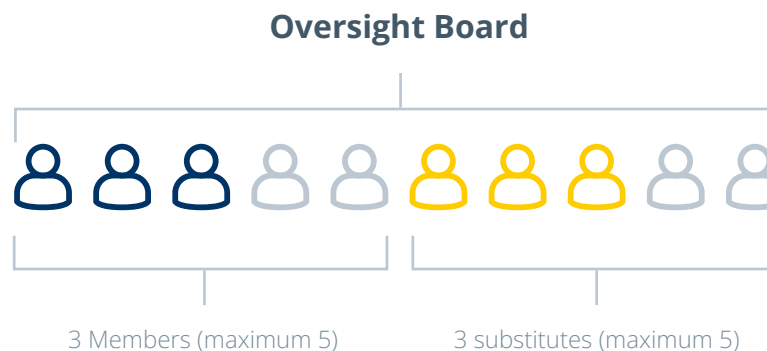 Oversight Board
3 Members (maximum 5)
3 substitutes (maximum 5)